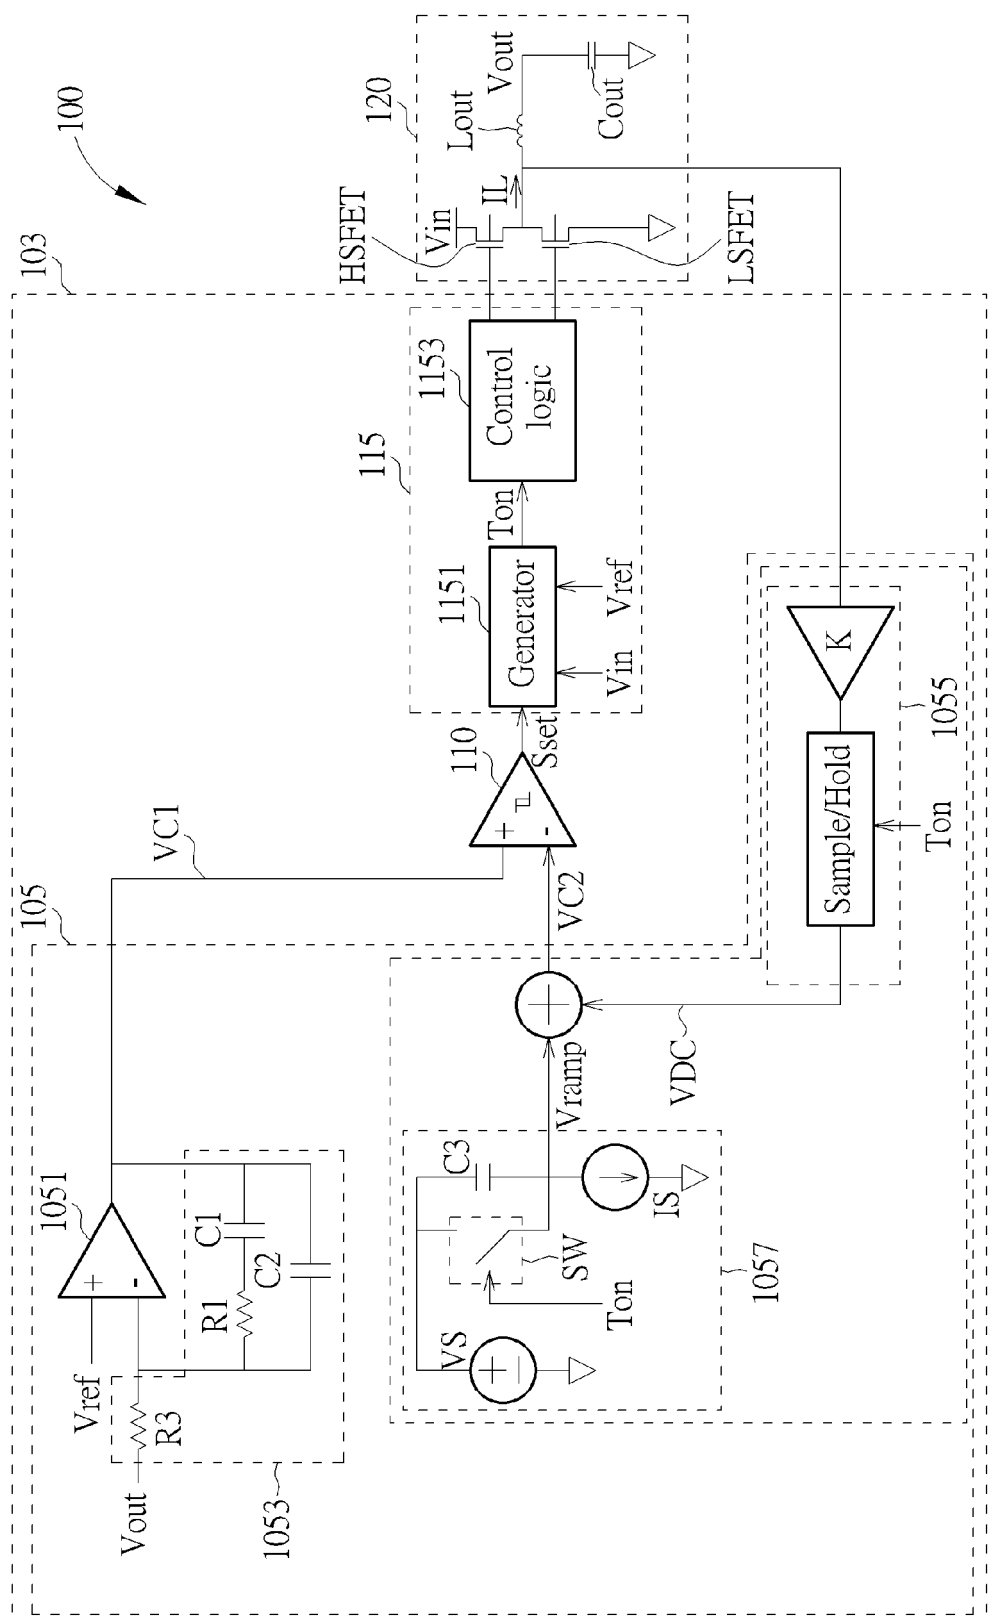 100
103
105
Vref
Vout
R3
1053
1051
R1
C1
C2
VC1
VS
Ton
SW
C3
IS
1057
Vramp
VDC
VC2
110
Sset
115
1151
Generator
Vin
Vref
Ton
1153
Control
logic
HSFET
Vin
IL
LSFET
120
Lout
Vout
Cout
K
1055
Sample/Hold
Ton